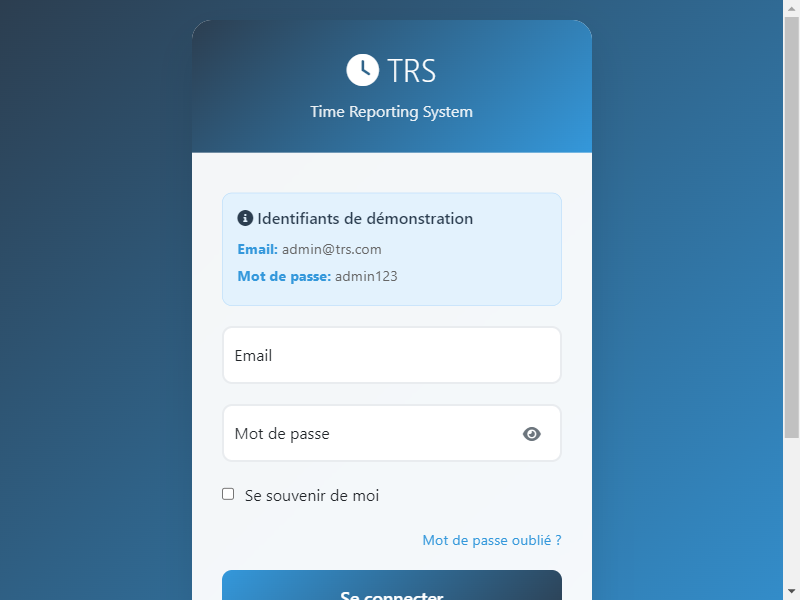 TRS
Time Reporting System
Identifiants de démonstration
Email: admin@trs.com
Mot de passe: admin123
Email
Mot de passe
Se souvenir de moi
Mot de passe oublié ?
Se connecter